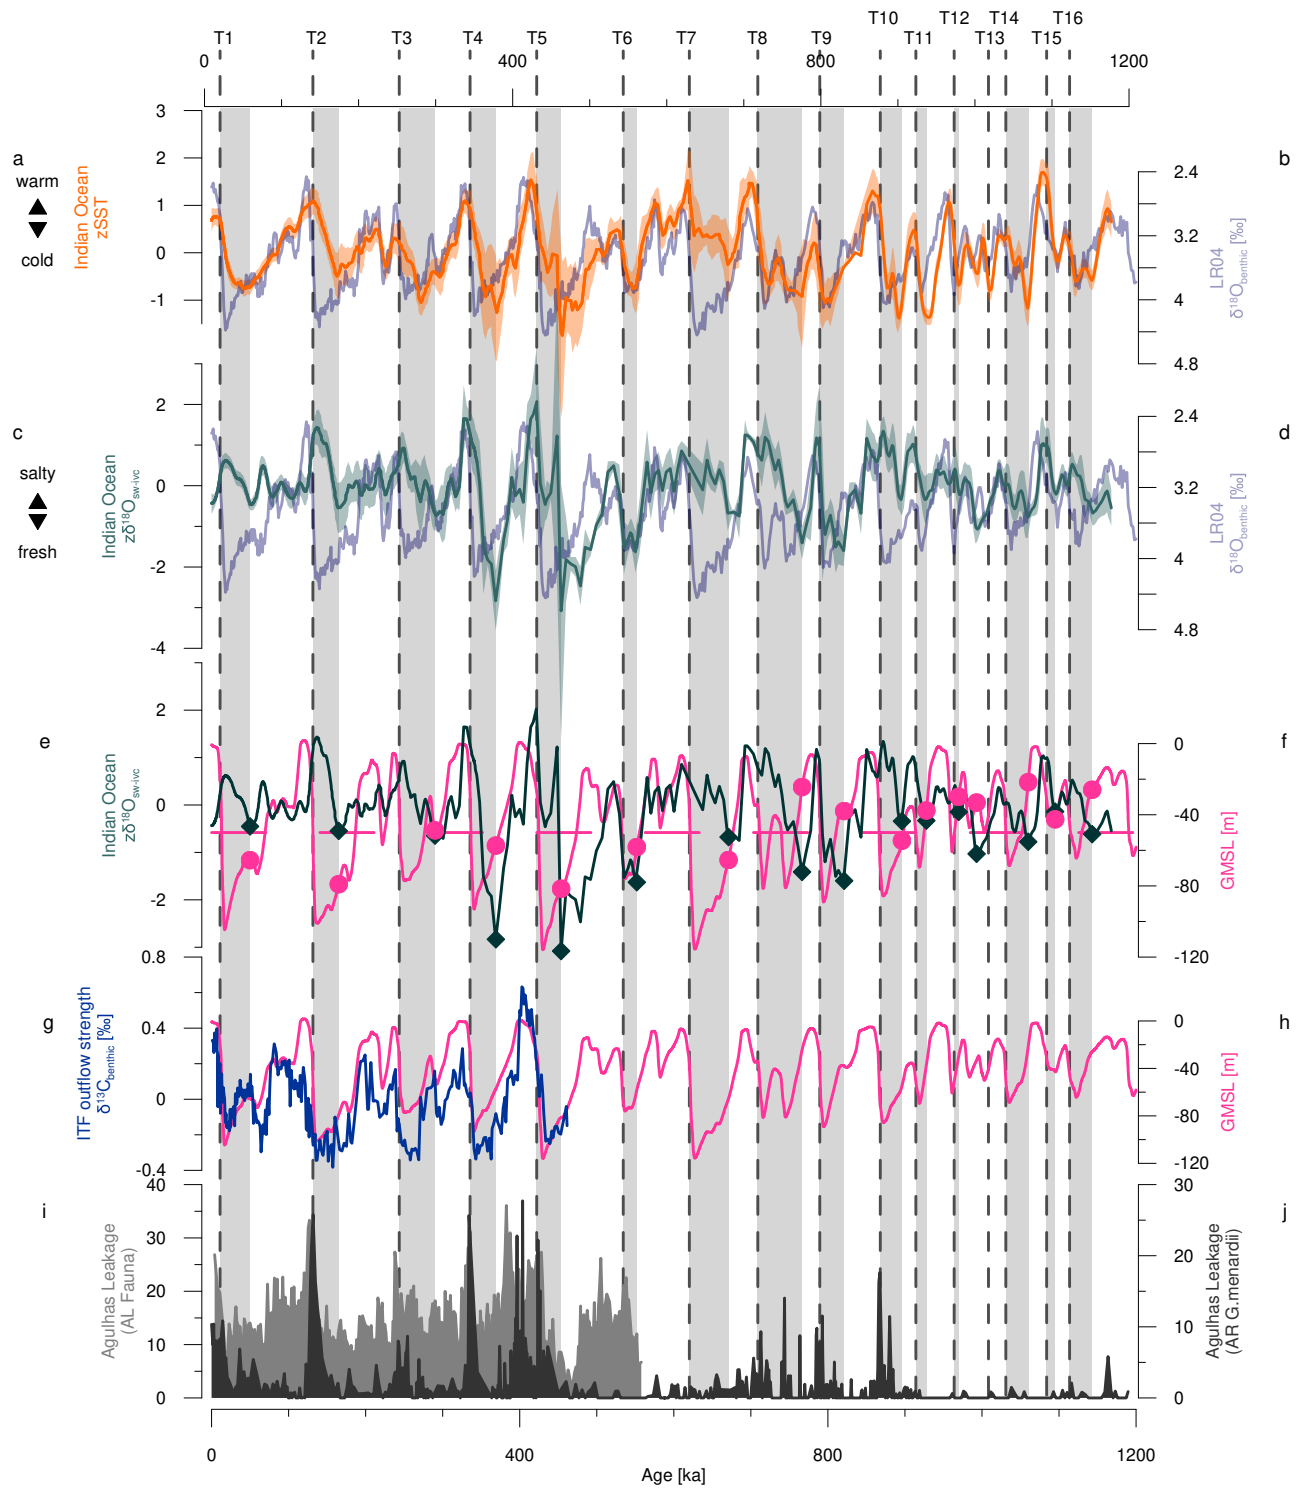 T10 T12 T14 T16
T1 T2 T3 T4 T5 T6 T7 T8 T9 T11 T13 T15
0 400 800 1200
a
warm
cold
Indian Ocean
zSST
3
2
1
0
-1
b
2.4
3.2
4
4.8
LR04
δ18Obenthic [‰]
c
salty
fresh
Indian Ocean
zδ18Osw-ivc
2
0
-2
-4
d
2.4
3.2
4
4.8
LR04
δ18Obenthic [‰]
e
Indian Ocean
zδ18Osw-ivc
2
0
-2
f
0
-40
-80
-120
GMSL [m]
g
ITF outflow strength
δ13Cbenthic [‰]
0.8
0.4
0
-0.4
h
0
-40
-80
-120
GMSL [m]
i
Agulhas Leakage
(AL Fauna)
40
30
20
10
0
j
30
20
10
0
Agulhas Leakage
(AR G.menardii)
0 400 800 1200
Age [ka]